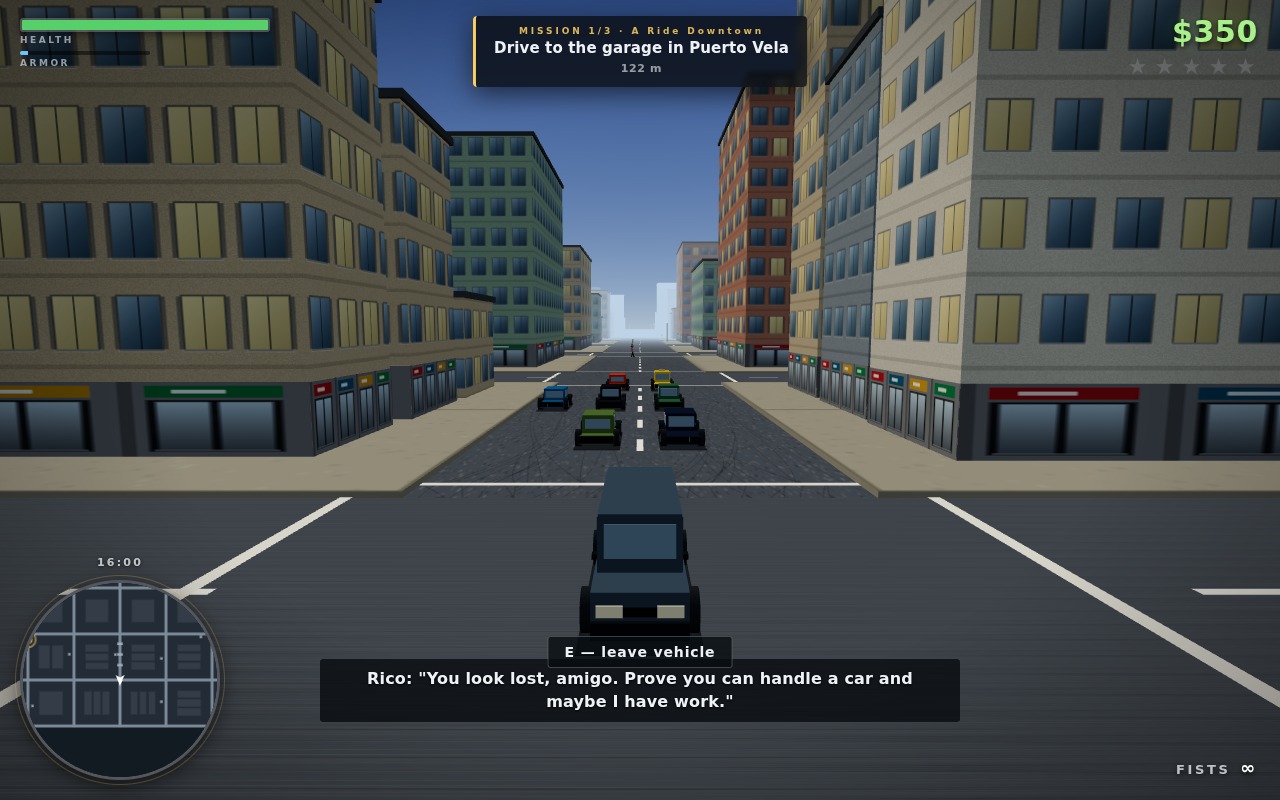 HEALTH
ARMOR
MISSION 1/3 · A Ride Downtown
Drive to the garage in Puerto Vela
122 m
$350
★ ★ ★ ★ ★
16:00
E — leave vehicle
Rico: "You look lost, amigo. Prove you can handle a car and
maybe I have work."
FISTS ∞